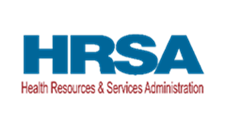 HRSA
Health Resources & Services Administration